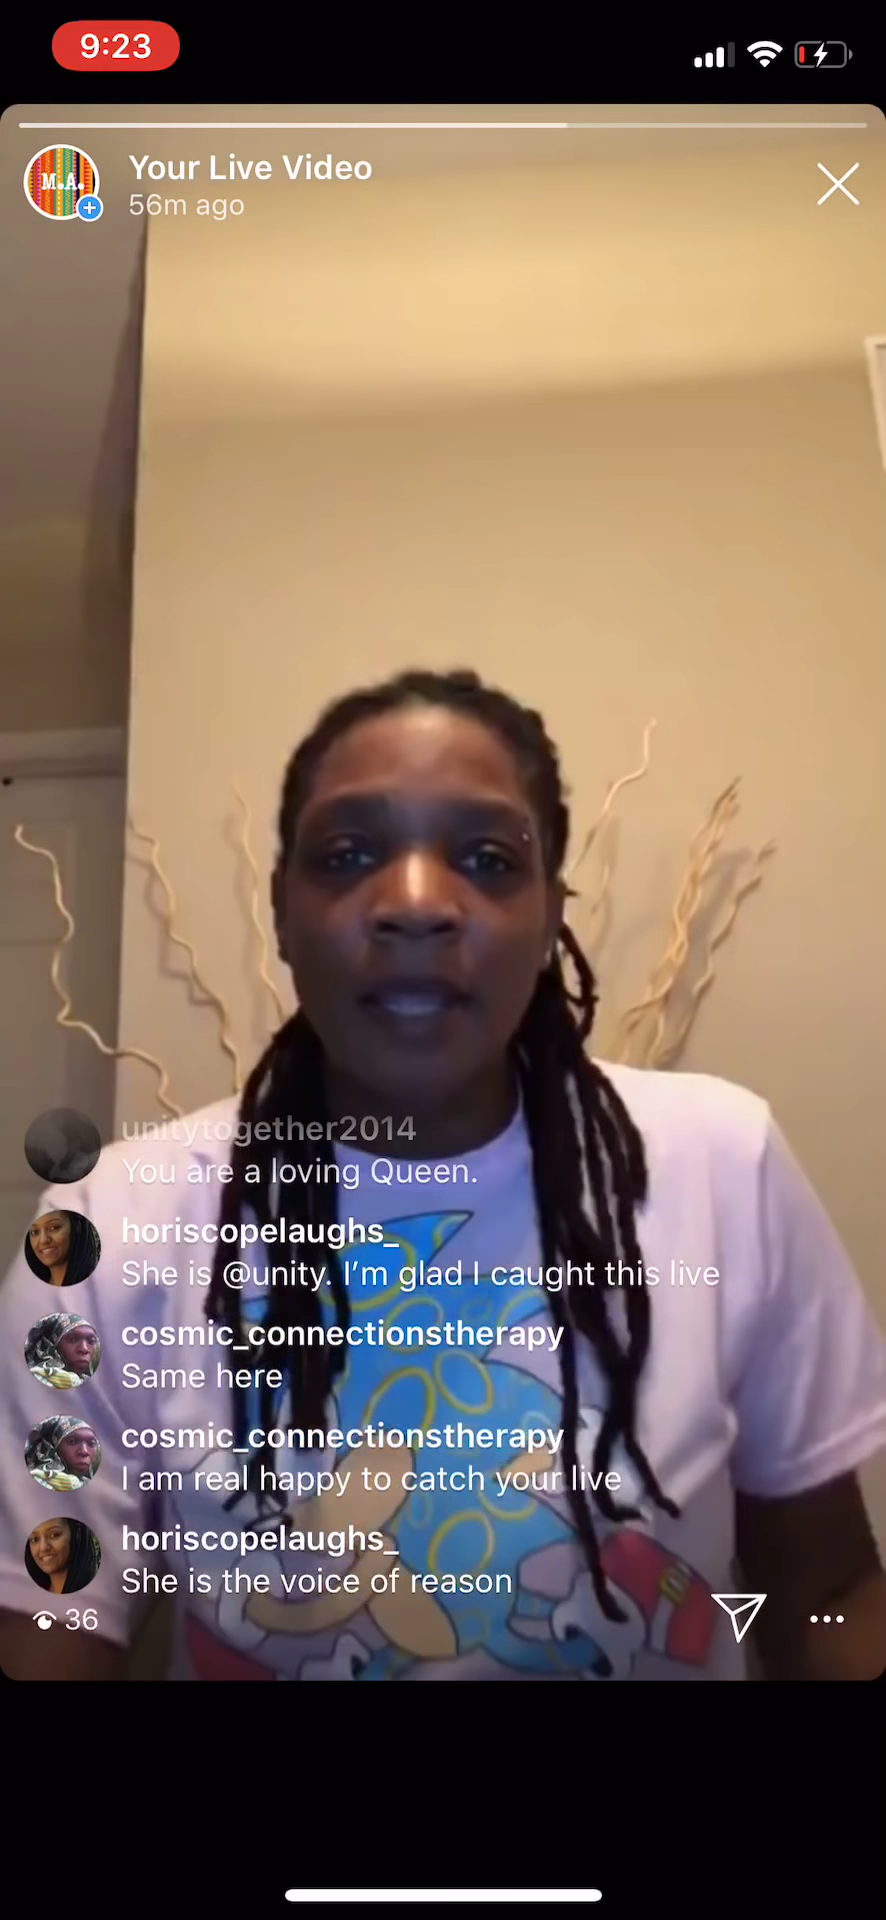 9:23
M.A.
Your Live Video
56m ago
unitytogether2014
You are a loving Queen.
horiscopelaughs_
She is @unity. I’m glad I caught this live
cosmic_connectionstherapy
Same here
cosmic_connectionstherapy
I am real happy to catch your live
horiscopelaughs_
She is the voice of reason
36